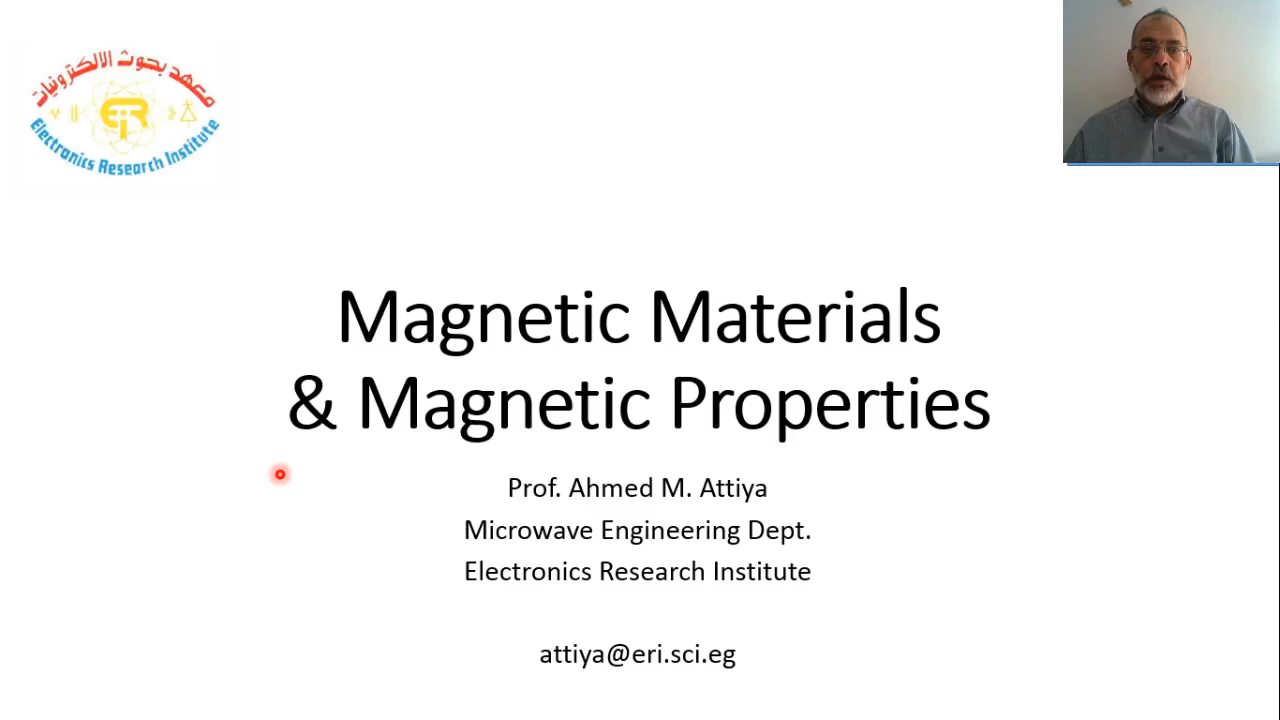 معهد بحوث الالكترونيات
ERI
Electronics Research Institute
Magnetic Materials
& Magnetic Properties
Prof. Ahmed M. Attiya
Microwave Engineering Dept.
Electronics Research Institute
attiya@eri.sci.eg